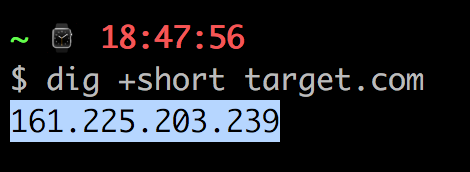 ~ ⌚ 18:47:56
$ dig +short target.com
161.225.203.239